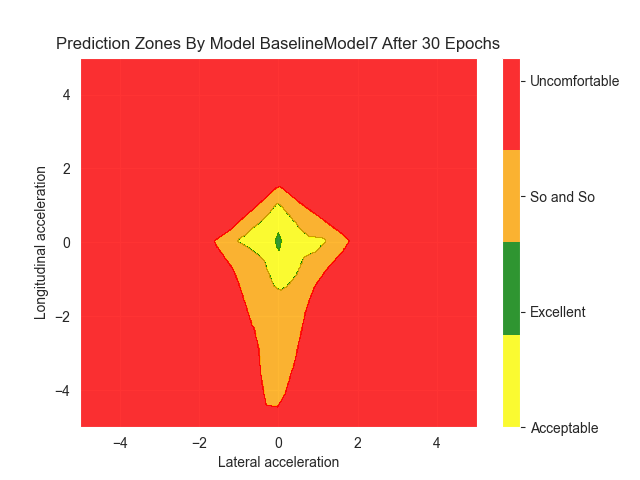 Prediction Zones By Model BaselineModel7 After 30 Epochs
Uncomfortable
So and So
Excellent
Acceptable
Longitudinal acceleration
4
2
0
−2
−4
−4
−2
0
2
4
Lateral acceleration